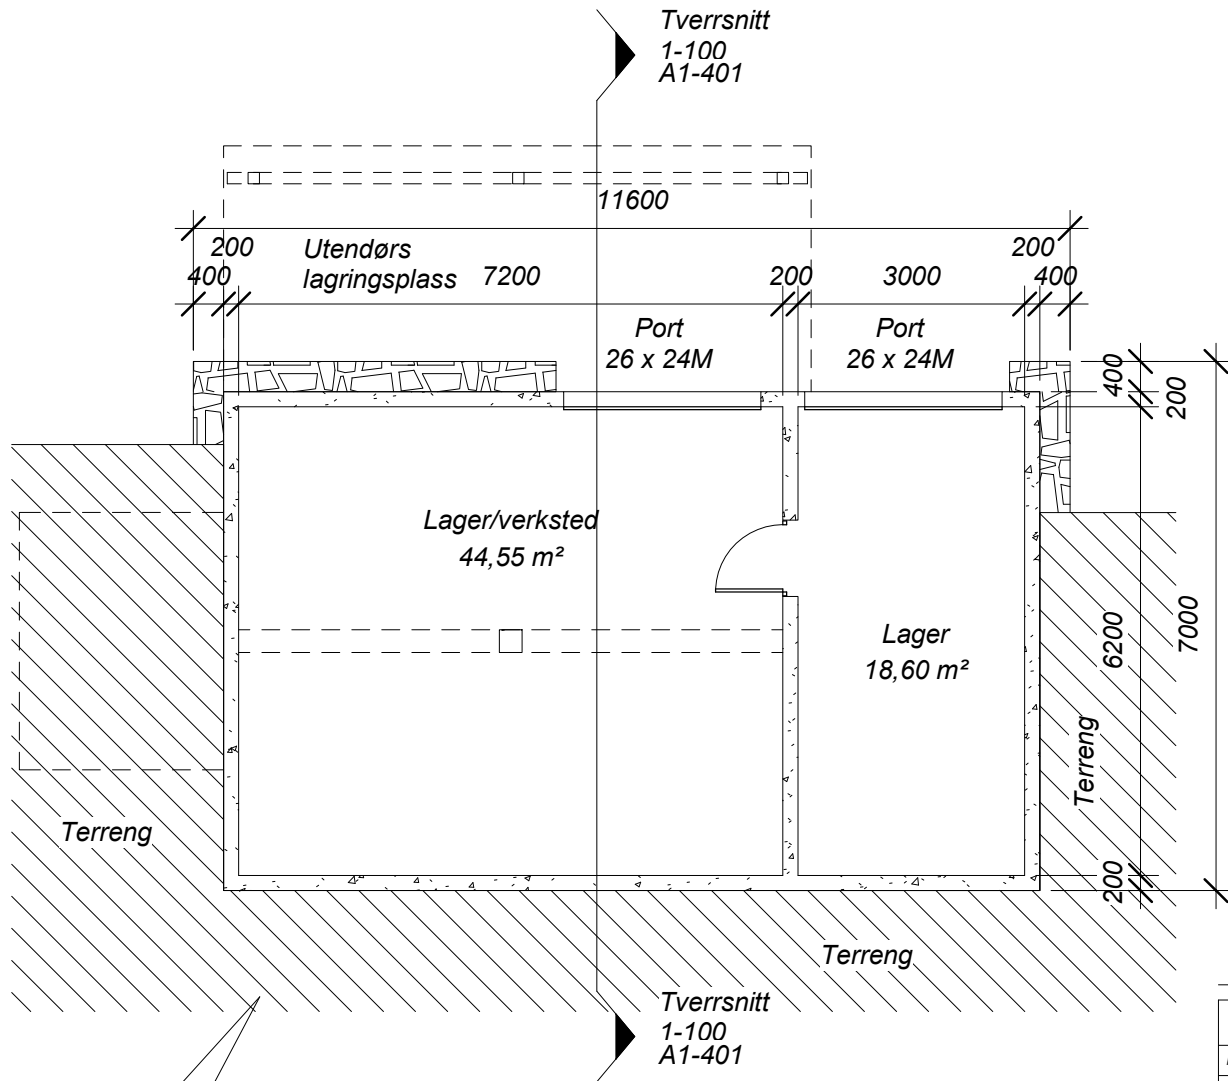 Tverrsnitt
1-100
A1-401
11600
200
Utendørs
200
400
lagringsplass
7200
200
3000
400
Port
26 x 24M
Port
26 x 24M
400
200
Lager/verksted
44,55 m²
Lager
18,60 m²
6200
7000
Terreng
Terreng
200
Terreng
Tverrsnitt
1-100
A1-401